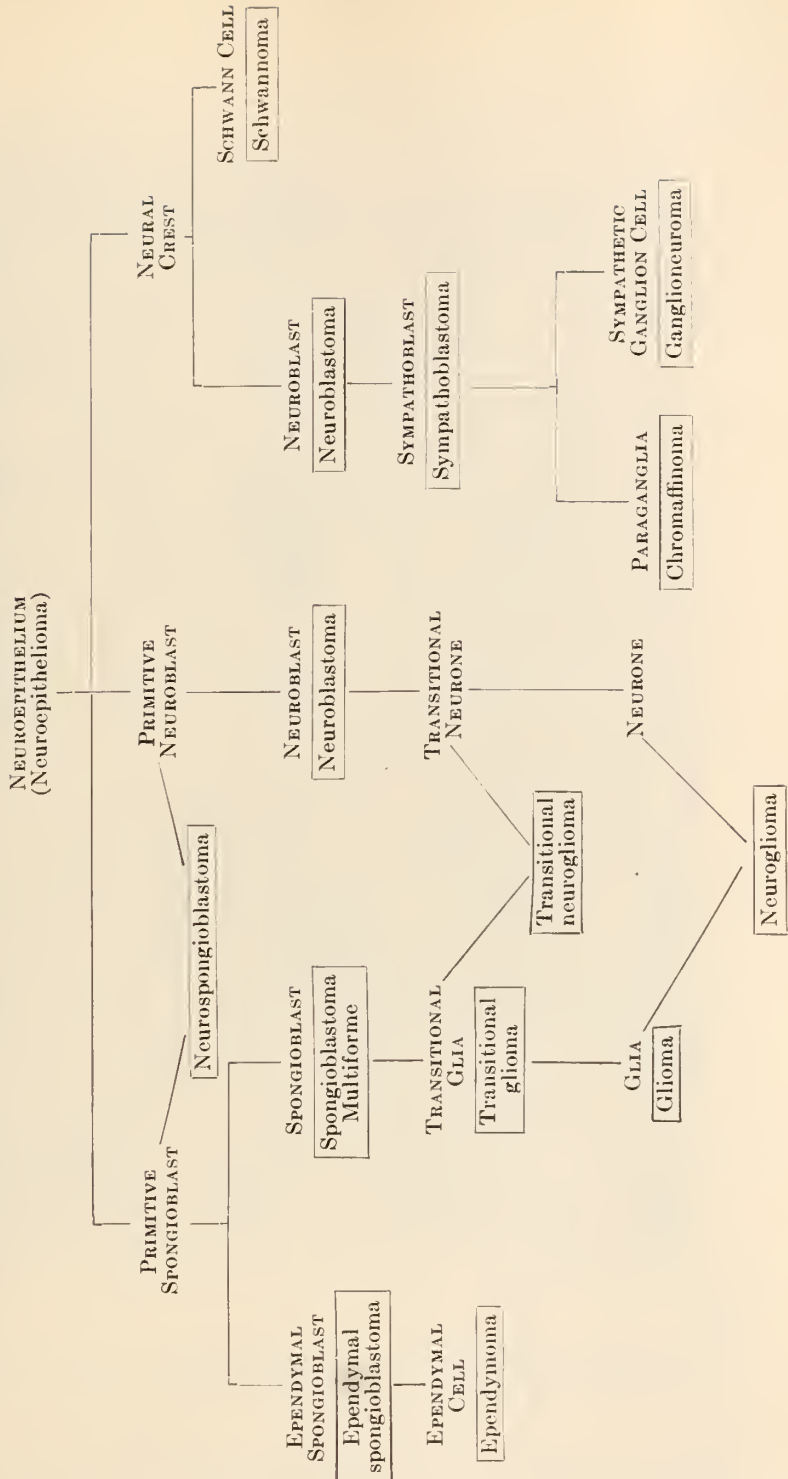 NEUROEPITHELIUM
(Neuroepithelioma)
PRIMITIVE
SPONGIOBLAST
PRIMITIVE
NEUROBLAST
NEURAL
CREST
Neurospongioblastoma
EPENDYMAL
SPONGIOBLAST
Ependymal
spongioblastoma
SPONGIOBLAST
Spongioblastoma
Multiforme
NEUROBLAST
Neuroblastoma
NEUROBLAST
Neuroblastoma
SCHWANN CELL
Schwannoma
EPENDYMAL
CELL
Ependymoma
TRANSITIONAL
GLIA
Transitional
glioma
TRANSITIONAL
NEURONE
SYMPATHOBLAST
Sympathoblastoma
Transitional
neuroglioma
GLIA
Glioma
NEURONE
PARAGANGLIA
Chromaffinoma
SYMPATHETIC
GANGLION CELL
Ganglioneuroma
Neuroglioma